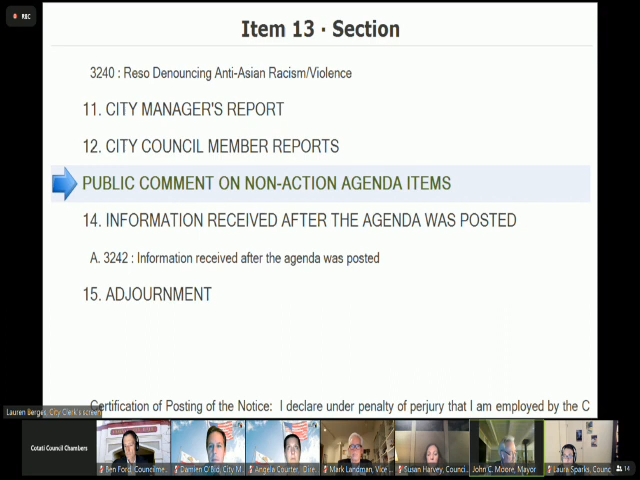 REC
Item 13 · Section
3240 : Reso Denouncing Anti-Asian Racism/Violence
11. CITY MANAGER'S REPORT
12. CITY COUNCIL MEMBER REPORTS
PUBLIC COMMENT ON NON-ACTION AGENDA ITEMS
14. INFORMATION RECEIVED AFTER THE AGENDA WAS POSTED
A. 3242 : Information received after the agenda was posted
15. ADJOURNMENT
Certification of Posting of the Notice: I declare under penalty of perjury that I am employed by the C
Lauren Berges, City Clerk's screen
Cotati Council Chambers
Ben Ford, Councilme...
Damien O'Bid, City M...
Angela Courter, Dire...
Mark Landman, Vice ...
Susan Harvey, Counci...
John C. Moore, Mayor
Laura Sparks, Counc
14